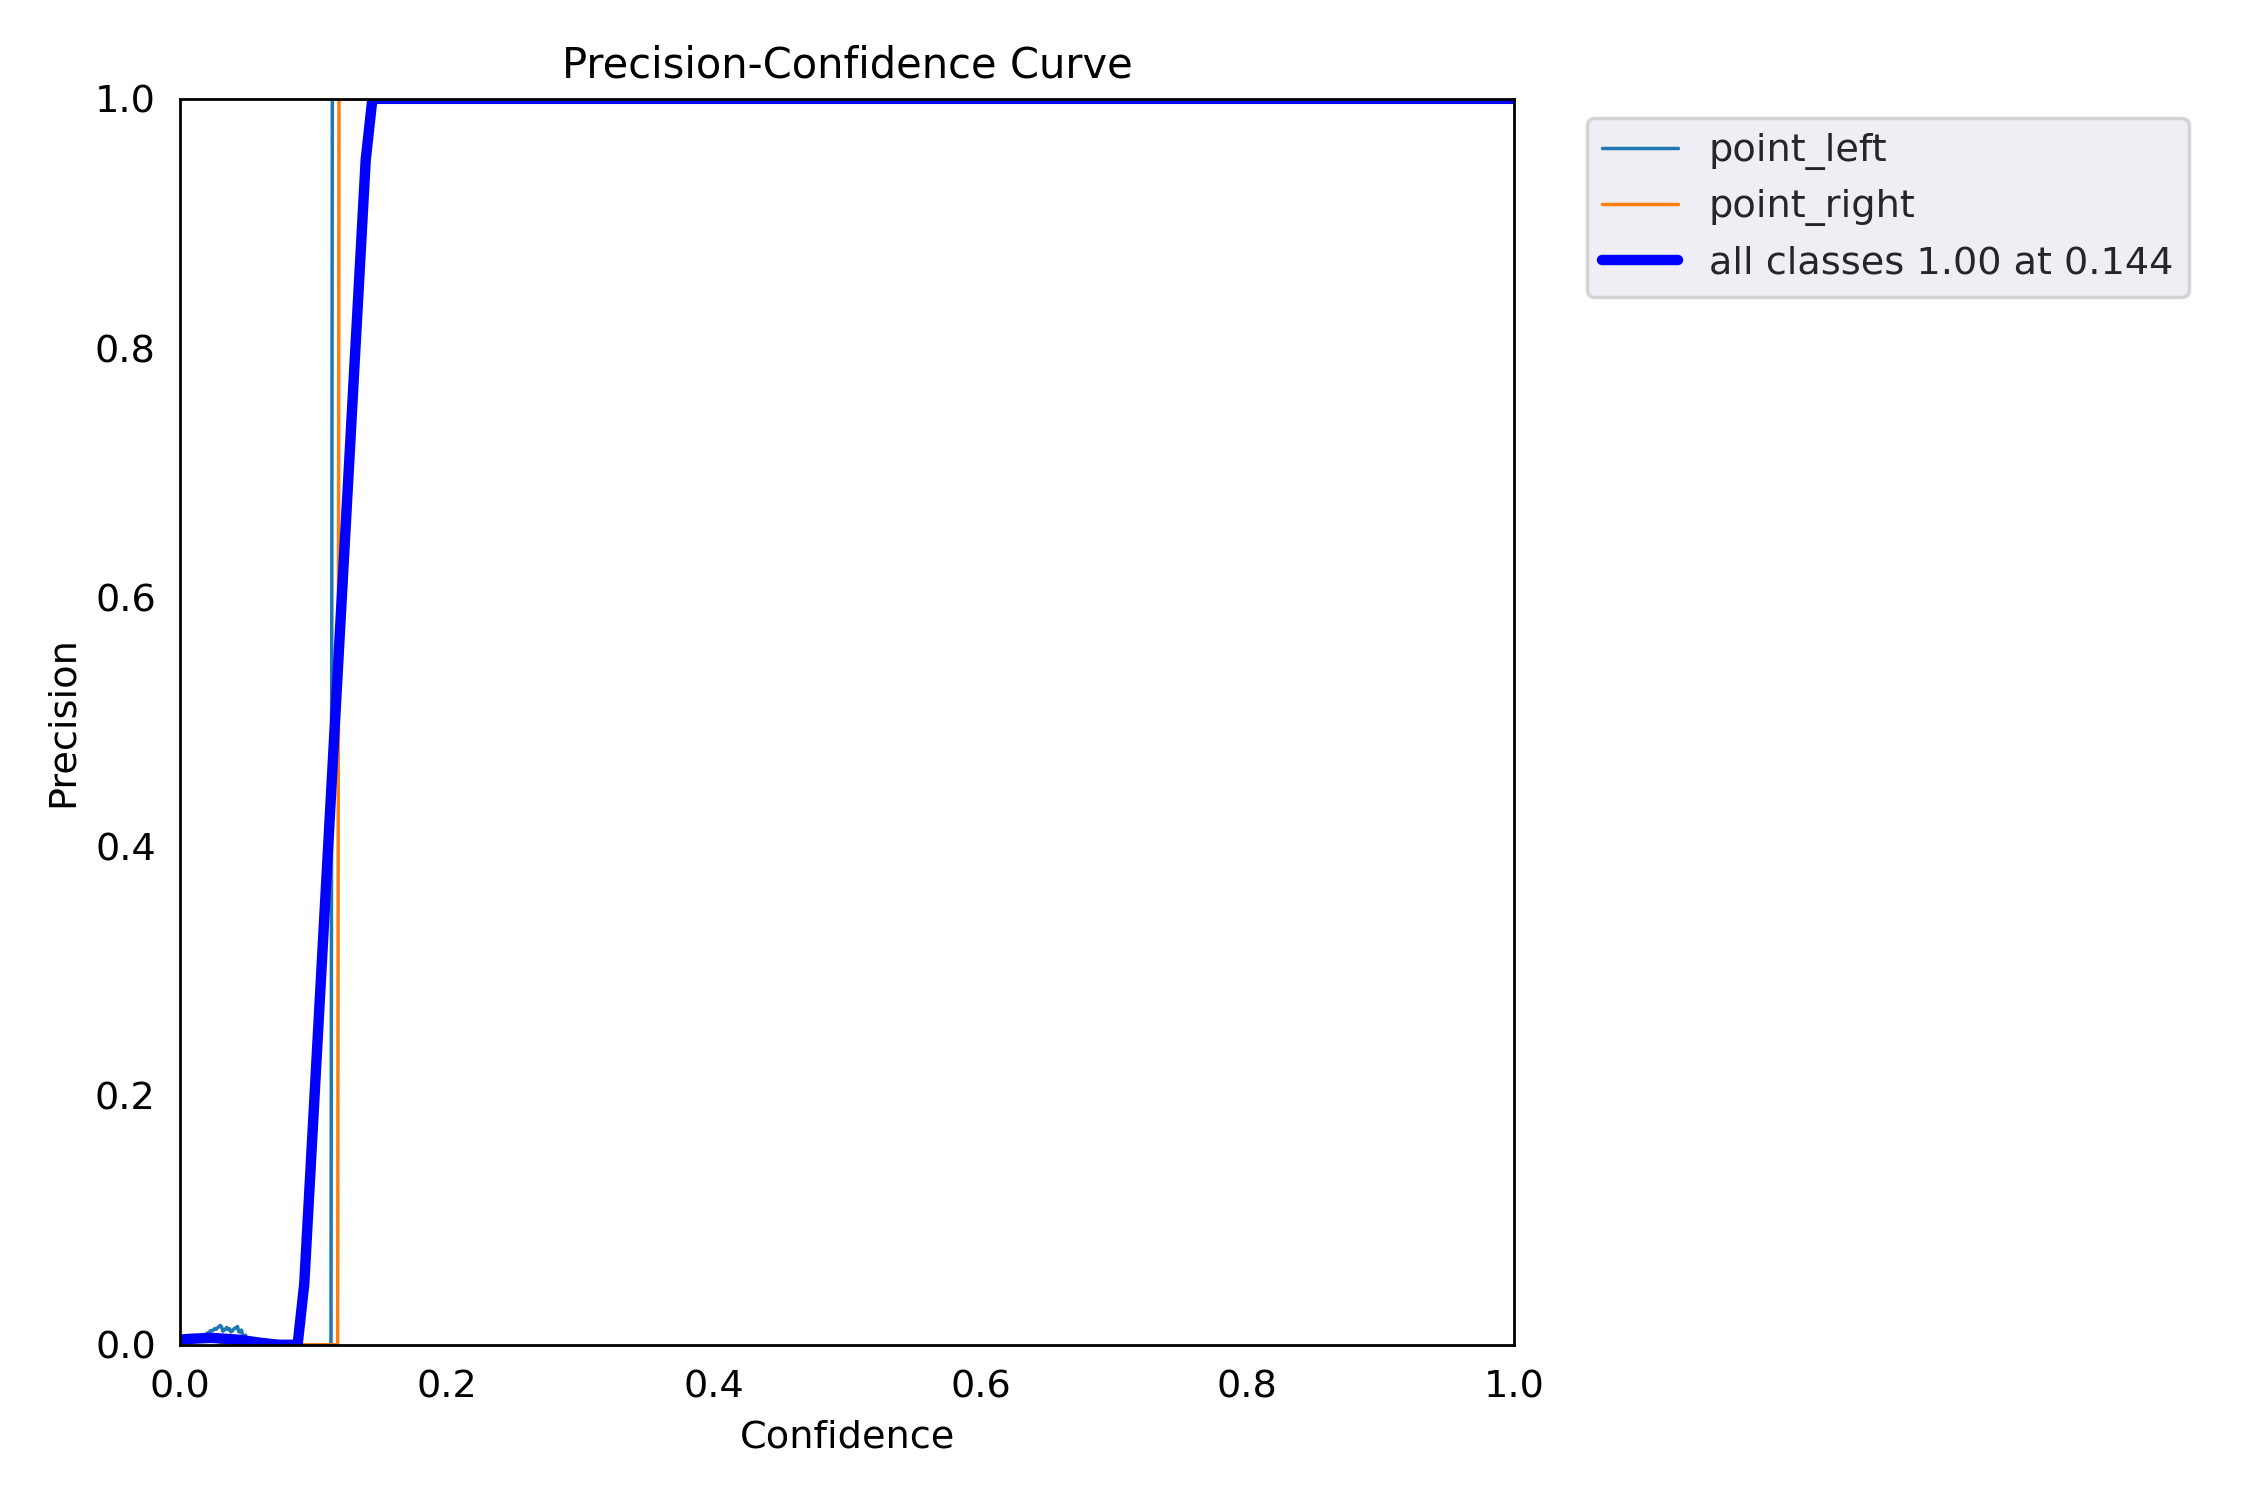 Precision-Confidence Curve
1.0
0.8
0.6
0.4
0.2
0.0
Precision
0.0 0.2 0.4 0.6 0.8 1.0
Confidence
point_left
point_right
all classes 1.00 at 0.144